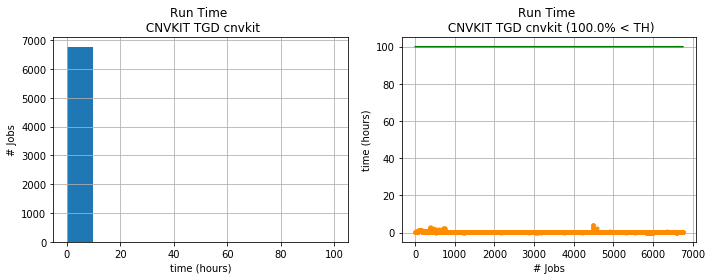 Run Time
CNVKIT TGD cnvkit
7000
6000
5000
4000
3000
2000
1000
0
# Jobs
0 20 40 60 80 100
time (hours)
Run Time
CNVKIT TGD cnvkit (100.0% < TH)
100
80
60
40
20
0
time (hours)
0 1000 2000 3000 4000 5000 6000 7000
# Jobs